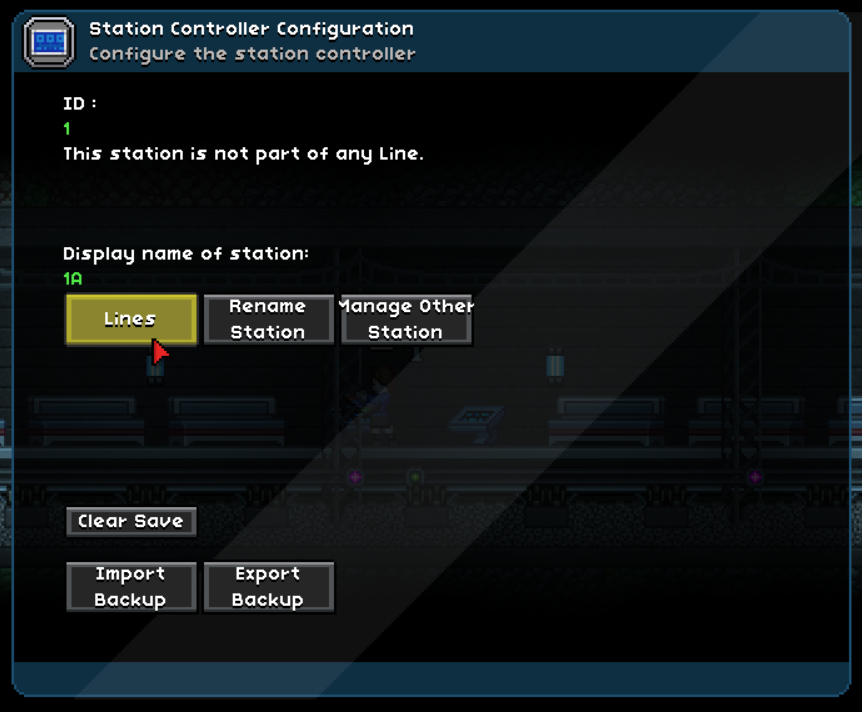 Station Controller Configuration
Configure the station controller
ID :
1
This station is not part of any Line.
Display name of station:
1A
Lines
Rename
Station
Manage Other
Station
Clear Save
Import
Backup
Export
Backup